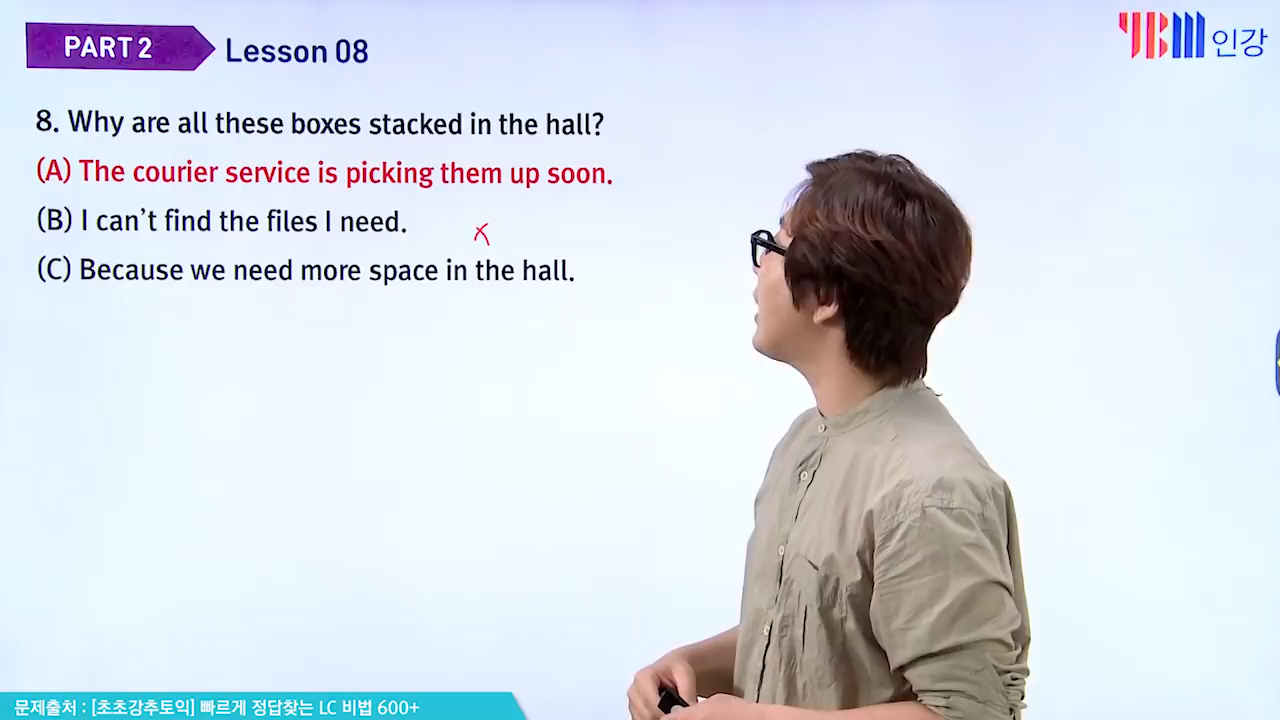 PART 2
Lesson 08
YBM 인강
8. Why are all these boxes stacked in the hall?
(A) The courier service is picking them up soon.
(B) I can't find the files I need.
(C) Because we need more space in the hall.
문제출처 : [초초강추토익] 빠르게 정답찾는 LC 비법 600+